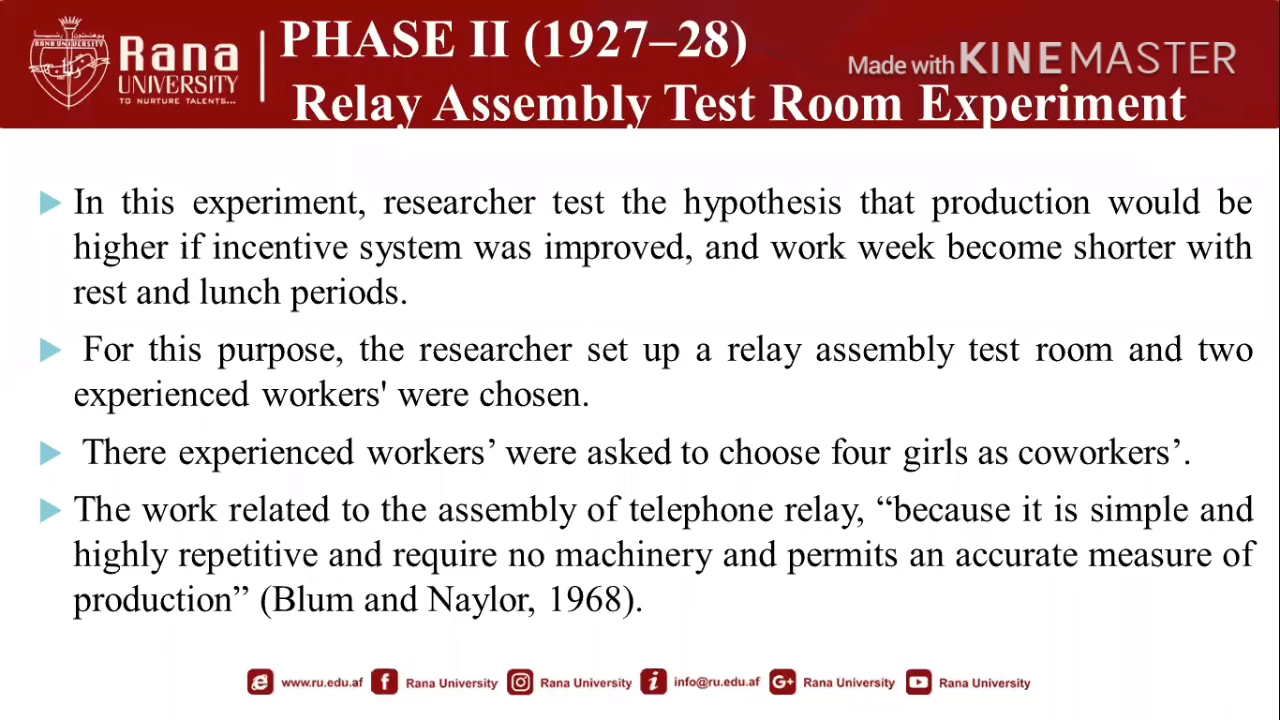 RANA UNIVERSITY
Rana
UNIVERSITY
TO NURTURE TALENTS...
PHASE II (1927–28)
Made with KINEMASTER
Relay Assembly Test Room Experiment
In this experiment, researcher test the hypothesis that production would be
higher if incentive system was improved, and work week become shorter with
rest and lunch periods.
For this purpose, the researcher set up a relay assembly test room and two
experienced workers' were chosen.
There experienced workers’ were asked to choose four girls as coworkers’.
The work related to the assembly of telephone relay, “because it is simple and
highly repetitive and require no machinery and permits an accurate measure of
production” (Blum and Naylor, 1968).
www.ru.edu.af Rana University Rana University info@ru.edu.af G+ Rana University Rana University